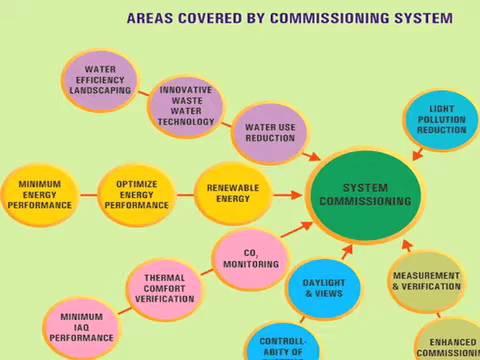 AREAS COVERED BY COMMISSIONING SYSTEM
WATER
EFFICIENCY
LANDSCAPING
INNOVATIVE
WASTE
WATER
TECHNOLOGY
WATER USE
REDUCTION
LIGHT
POLLUTION
REDUCTION
MINIMUM
ENERGY
PERFORMANCE
OPTIMIZE
ENERGY
PERFORMANCE
RENEWABLE
ENERGY
SYSTEM
COMMISSIONING
CO₂
MONITORING
THERMAL
COMFORT
VERIFICATION
MINIMUM
IAQ
PERFORMANCE
DAYLIGHT
& VIEWS
CONTROLL-
ABITY OF
MEASUREMENT
& VERIFICATION
ENHANCED
COMMISSIONING